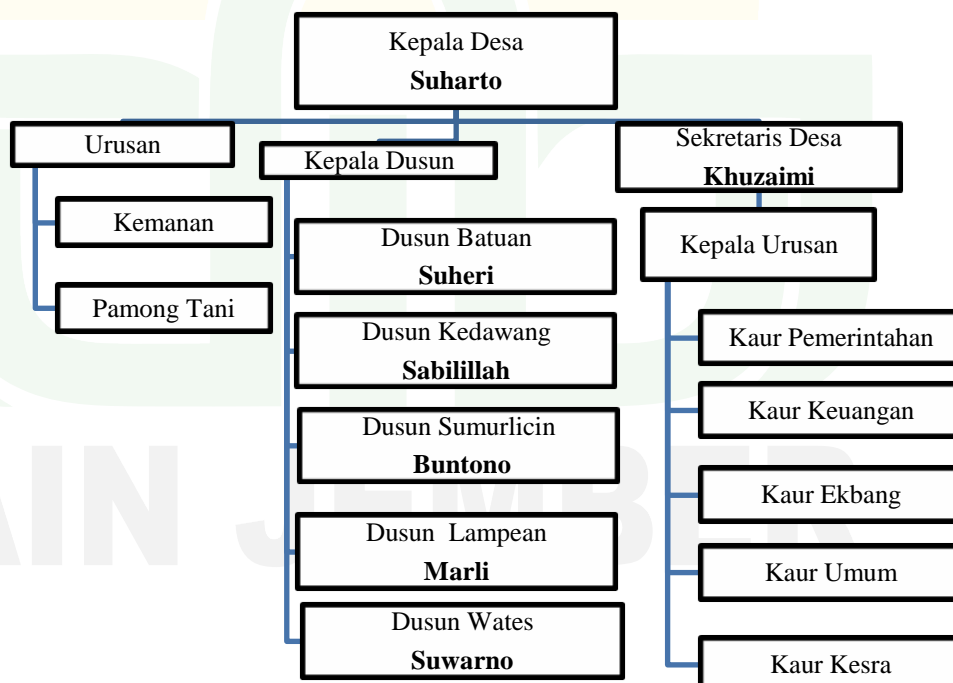 Kepala Desa
Suharto
Urusan
Kemanan
Pamong Tani
Kepala Dusun
Dusun Batuan
Suheri
Dusun Kedawang
Sabilillah
Dusun Sumurlicin
Buntono
Dusun Lampean
Marli
Dusun Wates
Suwarno
Sekretaris Desa
Khuzaimi
Kepala Urusan
Kaur Pemerintahan
Kaur Keuangan
Kaur Ekbang
Kaur Umum
Kaur Kesra
AIN JEMBER